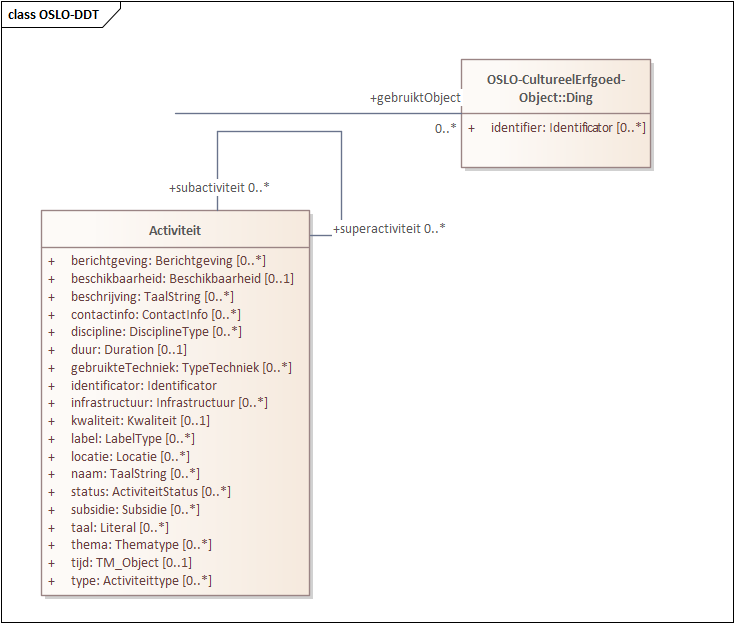 class OSLO-DDT
OSLO-CultureelErfgoed-
Object::Ding
+gebruiktObject
0..*
+ identifier: Identificator [0..*]
+subactiviteit 0..*
+superactiviteit 0..*
Activiteit
+ berichtgeving: Berichtgeving [0..*]
+ beschikbaarheid: Beschikbaarheid [0..1]
+ beschrijving: TaalString [0..*]
+ contactinfo: ContactInfo [0..*]
+ discipline: DisciplineType [0..*]
+ duur: Duration [0..1]
+ gebruikteTechniek: TypeTechniek [0..*]
+ identificator: Identificator
+ infrastructuur: Infrastructuur [0..*]
+ kwaliteit: Kwaliteit [0..1]
+ label: LabelType [0..*]
+ locatie: Locatie [0..*]
+ naam: TaalString [0..*]
+ status: ActiviteitStatus [0..*]
+ subsidie: Subsidie [0..*]
+ taal: Literal [0..*]
+ thema: Thematype [0..*]
+ tijd: TM_Object [0..1]
+ type: Activiteittype [0..*]